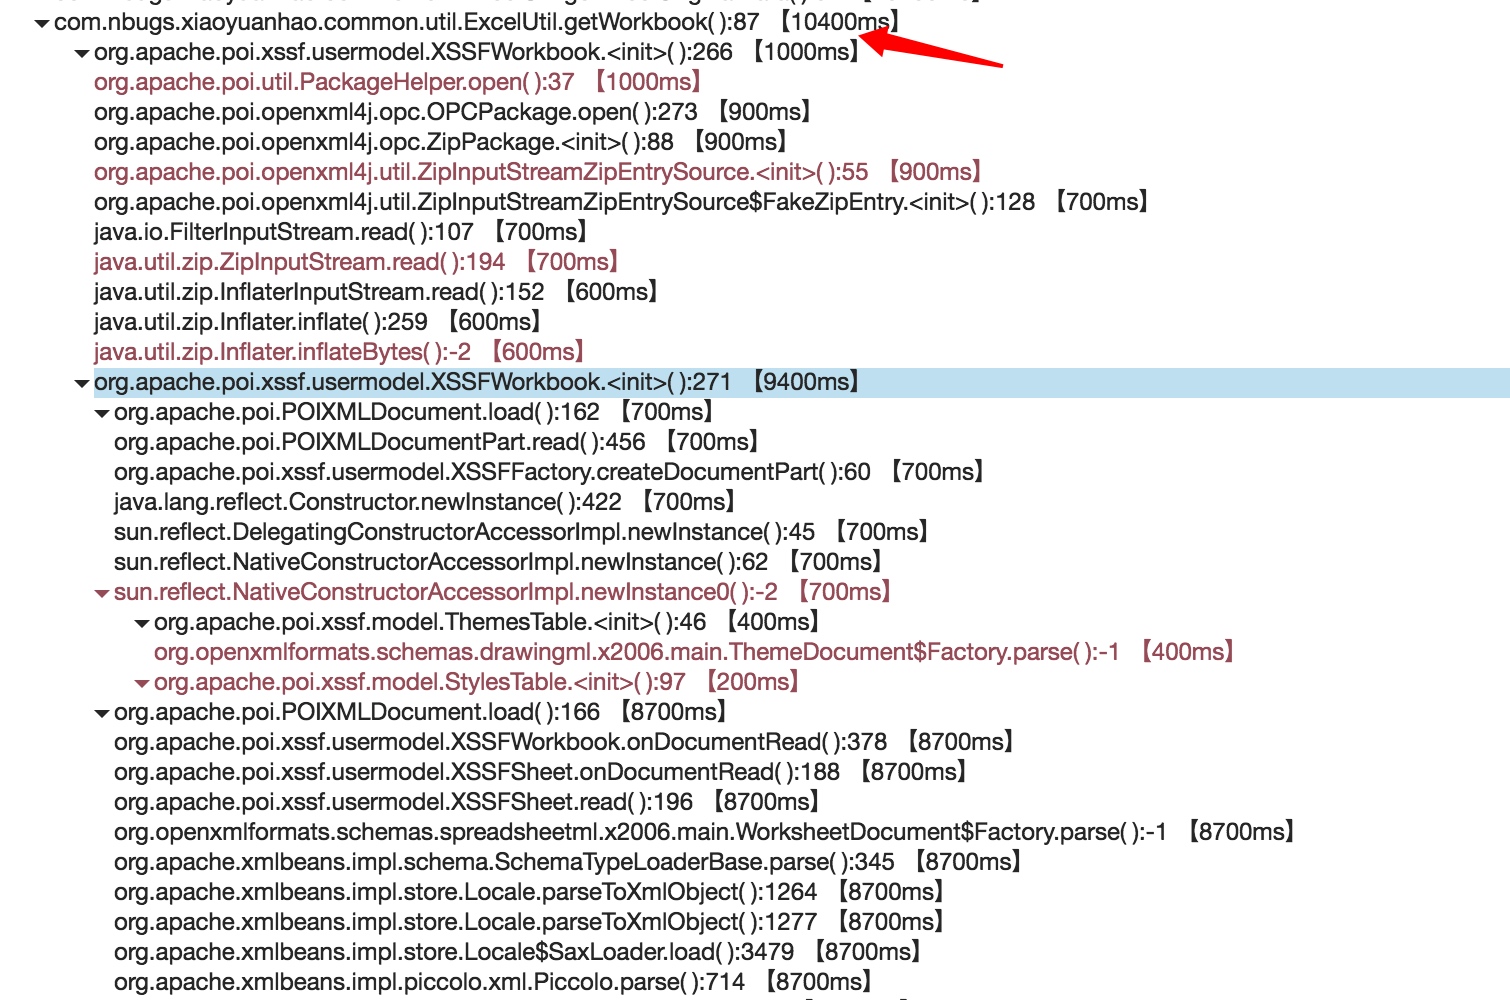 com.nbugs.xiaoyuanhao.common.util.ExcelUtil.getWorkbook():87 【10400ms】
org.apache.poi.xssf.usermodel.XSSFWorkbook.<init>():266 【1000ms】
org.apache.poi.util.PackageHelper.open():37 【1000ms】
org.apache.poi.openxml4j.opc.OPCPackage.open():273 【900ms】
org.apache.poi.openxml4j.opc.ZipPackage.<init>():88 【900ms】
org.apache.poi.openxml4j.util.ZipInputStreamZipEntrySource.<init>():55 【900ms】
org.apache.poi.openxml4j.util.ZipInputStreamZipEntrySource$FakeZipEntry.<init>():128 【700ms】
java.io.FilterInputStream.read():107 【700ms】
java.util.zip.ZipInputStream.read():194 【700ms】
java.util.zip.InflaterInputStream.read():152 【600ms】
java.util.zip.Inflater.inflate():259 【600ms】
java.util.zip.Inflater.inflateBytes():-2 【600ms】
org.apache.poi.xssf.usermodel.XSSFWorkbook.<init>():271 【9400ms】
org.apache.poi.POIXMLDocument.load():162 【700ms】
org.apache.poi.POIXMLDocumentPart.read():456 【700ms】
org.apache.poi.xssf.usermodel.XSSFFactory.createDocumentPart():60 【700ms】
java.lang.reflect.Constructor.newInstance():422 【700ms】
sun.reflect.DelegatingConstructorAccessorImpl.newInstance():45 【700ms】
sun.reflect.NativeConstructorAccessorImpl.newInstance():62 【700ms】
sun.reflect.NativeConstructorAccessorImpl.newInstance0():-2 【700ms】
org.apache.poi.xssf.model.ThemesTable.<init>():46 【400ms】
org.openxmlformats.schemas.drawingml.x2006.main.ThemeDocument$Factory.parse():-1 【400ms】
org.apache.poi.xssf.model.StylesTable.<init>():97 【200ms】
org.apache.poi.POIXMLDocument.load():166 【8700ms】
org.apache.poi.xssf.usermodel.XSSFWorkbook.onDocumentRead():378 【8700ms】
org.apache.poi.xssf.usermodel.XSSFSheet.onDocumentRead():188 【8700ms】
org.apache.poi.xssf.usermodel.XSSFSheet.read():196 【8700ms】
org.openxmlformats.schemas.spreadsheetml.x2006.main.WorksheetDocument$Factory.parse():-1 【8700ms】
org.apache.xmlbeans.impl.schema.SchemaTypeLoaderBase.parse():345 【8700ms】
org.apache.xmlbeans.impl.store.Locale.parseToXmlObject():1264 【8700ms】
org.apache.xmlbeans.impl.store.Locale.parseToXmlObject():1277 【8700ms】
org.apache.xmlbeans.impl.store.Locale$SaxLoader.load():3479 【8700ms】
org.apache.xmlbeans.impl.piccolo.xml.Piccolo.parse():714 【8700ms】